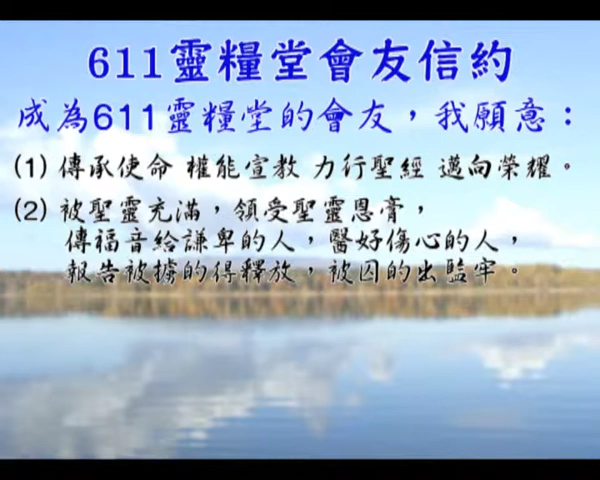 611靈糧堂會友信約
成為611靈糧堂的會友，我願意：
(1) 傳承使命 權能宣教 力行聖經 邁向榮耀。
(2) 被聖靈充滿，領受聖靈恩膏，
傳福音給謙卑的人，醫好傷心的人，
報告被擄的得釋放，被囚的出監牢。